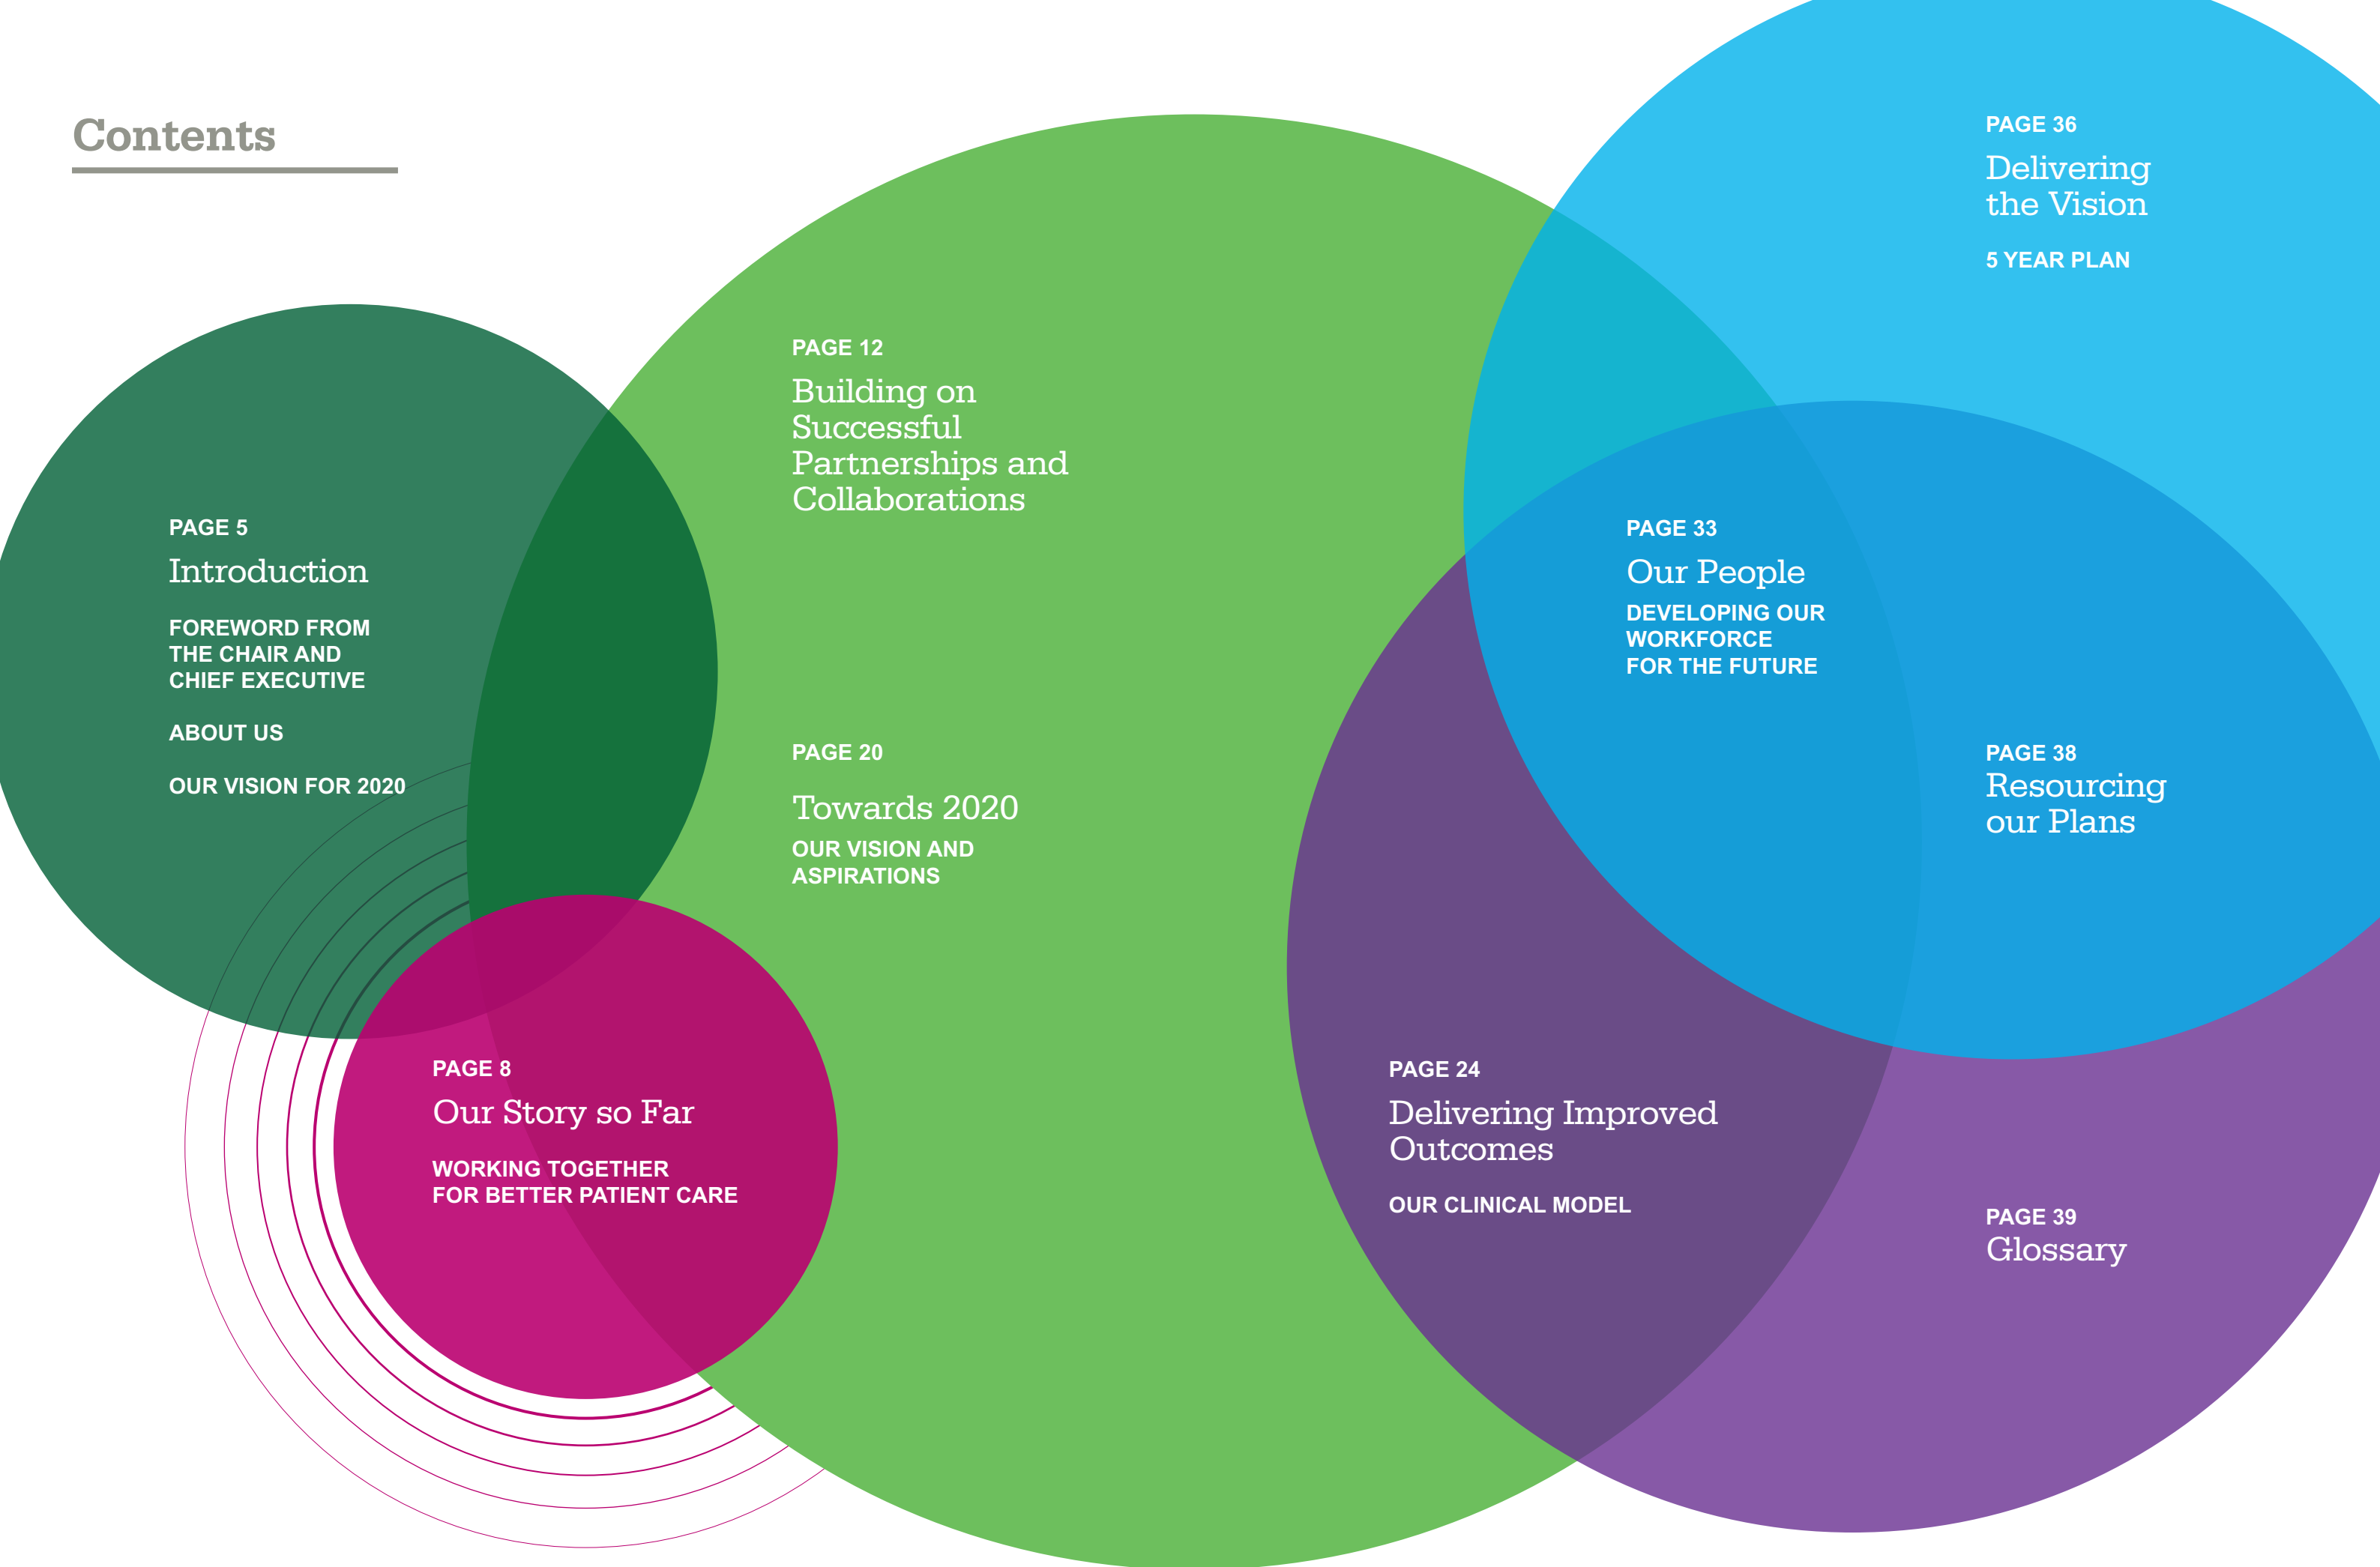 Contents
PAGE 5
Introduction
FOREWORD FROM
THE CHAIR AND
CHIEF EXECUTIVE
ABOUT US
OUR VISION FOR 2020
PAGE 8
Our Story so Far
WORKING TOGETHER
FOR BETTER PATIENT CARE
PAGE 12
Building on
Successful
Partnerships and
Collaborations
PAGE 20
Towards 2020
OUR VISION AND
ASPIRATIONS
PAGE 24
Delivering Improved
Outcomes
OUR CLINICAL MODEL
PAGE 33
Our People
DEVELOPING OUR
WORKFORCE
FOR THE FUTURE
PAGE 36
Delivering
the Vision
5 YEAR PLAN
PAGE 38
Resourcing
our Plans
PAGE 39
Glossary